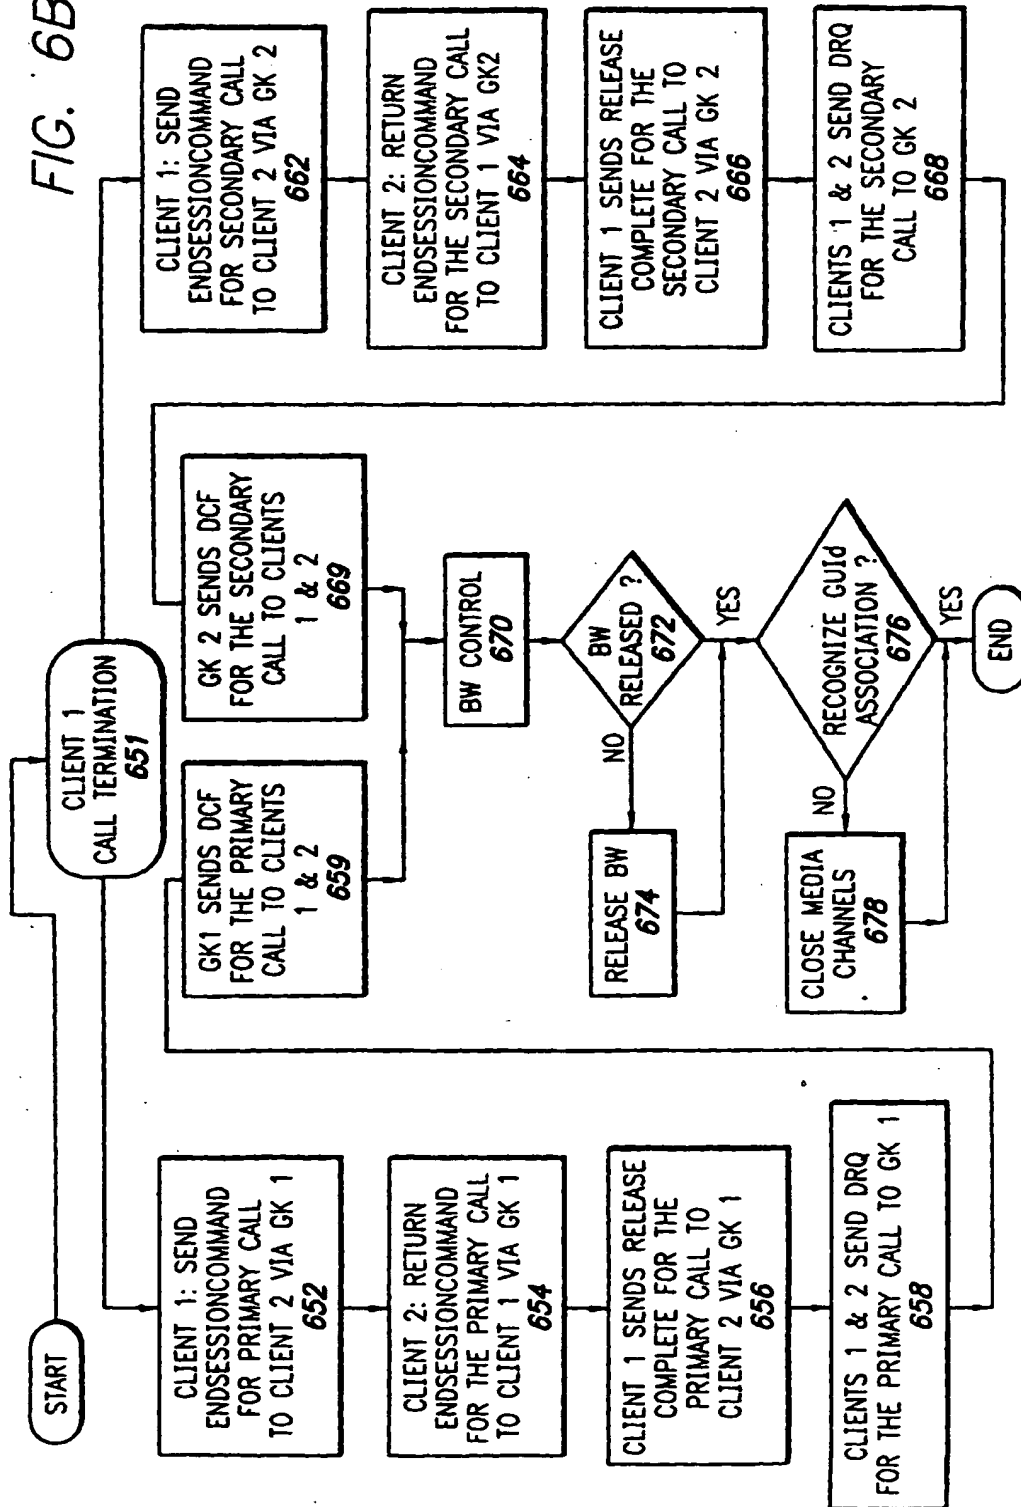 FIG. 6B
START
CLIENT 1
CALL TERMINATION
651
CLIENT 1: SEND
ENDSESSIONCOMMAND
FOR PRIMARY CALL
TO CLIENT 2 VIA GK 1
652
CLIENT 2: RETURN
ENDSESSIONCOMMAND
FOR THE PRIMARY CALL
TO CLIENT 1 VIA GK 1
654
CLIENT 1 SENDS RELEASE
COMPLETE FOR THE
PRIMARY CALL TO
CLIENT 2 VIA GK 1
656
CLIENTS 1 & 2 SEND DRQ
FOR THE PRIMARY CALL TO GK 1
658
GK1 SENDS DCF
FOR THE PRIMARY
CALL TO CLIENTS
1 & 2
659
CLIENT 1: SEND
ENDSESSIONCOMMAND
FOR SECONDARY CALL
TO CLIENT 2 VIA GK 2
662
CLIENT 2: RETURN
ENDSESSIONCOMMAND
FOR THE SECONDARY CALL
TO CLIENT 1 VIA GK2
664
CLIENT 1 SENDS RELEASE
COMPLETE FOR THE
SECONDARY CALL TO
CLIENT 2 VIA GK 2
666
CLIENTS 1 & 2 SEND DRQ
FOR THE SECONDARY
CALL TO GK 2
668
GK 2 SENDS DCF
FOR THE SECONDARY
CALL TO CLIENTS
1 & 2
669
BW CONTROL
670
BW
RELEASED ?
672
NO
YES
RELEASE BW
674
RECOGNIZE GUId
ASSOCIATION ?
676
NO
YES
CLOSE MEDIA
CHANNELS
678
END